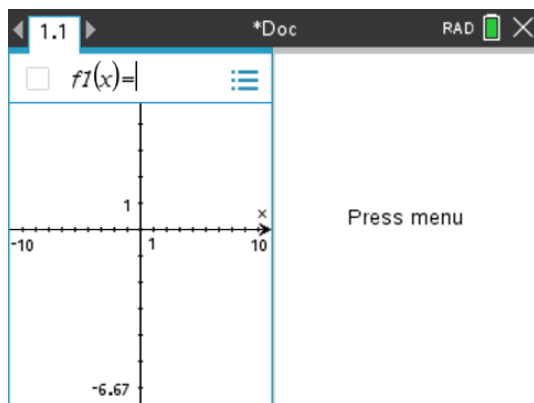 1.1 *Doc RAD
f1(x)=
1
x
-10 1 10
Press menu
-6.67